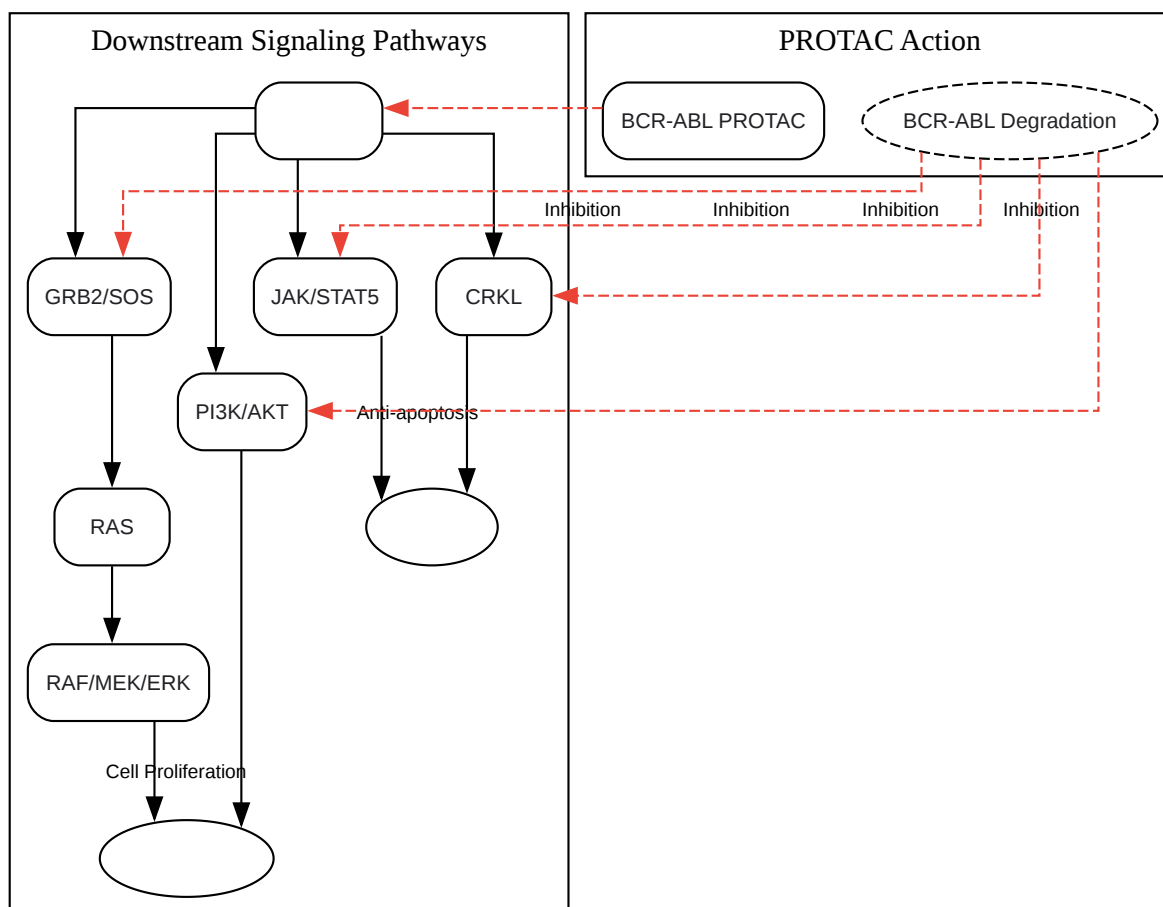 Downstream Signaling Pathways
PROTAC Action
BCR-ABL PROTAC
BCR-ABL Degradation
Inhibition
Inhibition
Inhibition
Inhibition
GRB2/SOS
JAK/STAT5
CRKL
PI3K/AKT
Anti-apoptosis
RAS
RAF/MEK/ERK
Cell Proliferation